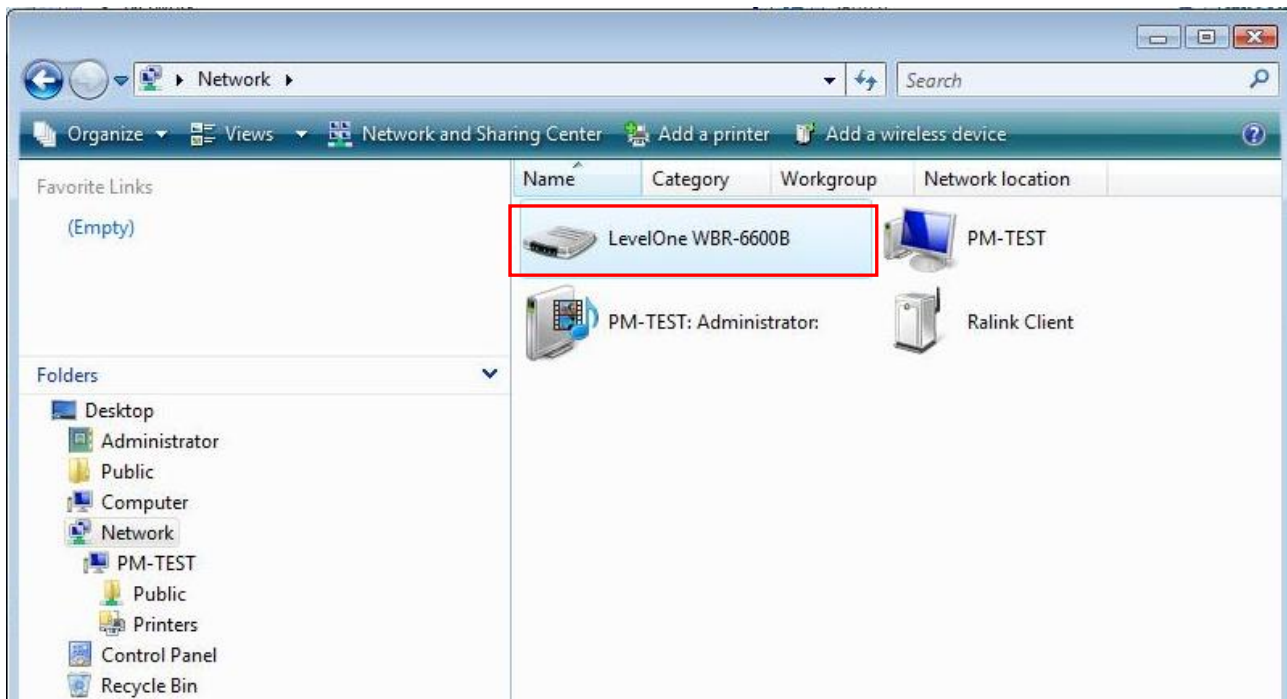 Network
Search
Organize Views Network and Sharing Center Add a printer Add a wireless device
Favorite Links
(Empty)
Name Category Workgroup Network location
LevelOne WBR-6600B PM-TEST
PM-TEST: Administrator: Ralink Client
Folders
Desktop
Administrator
Public
Computer
Network
PM-TEST
Public
Printers
Control Panel
Recycle Bin